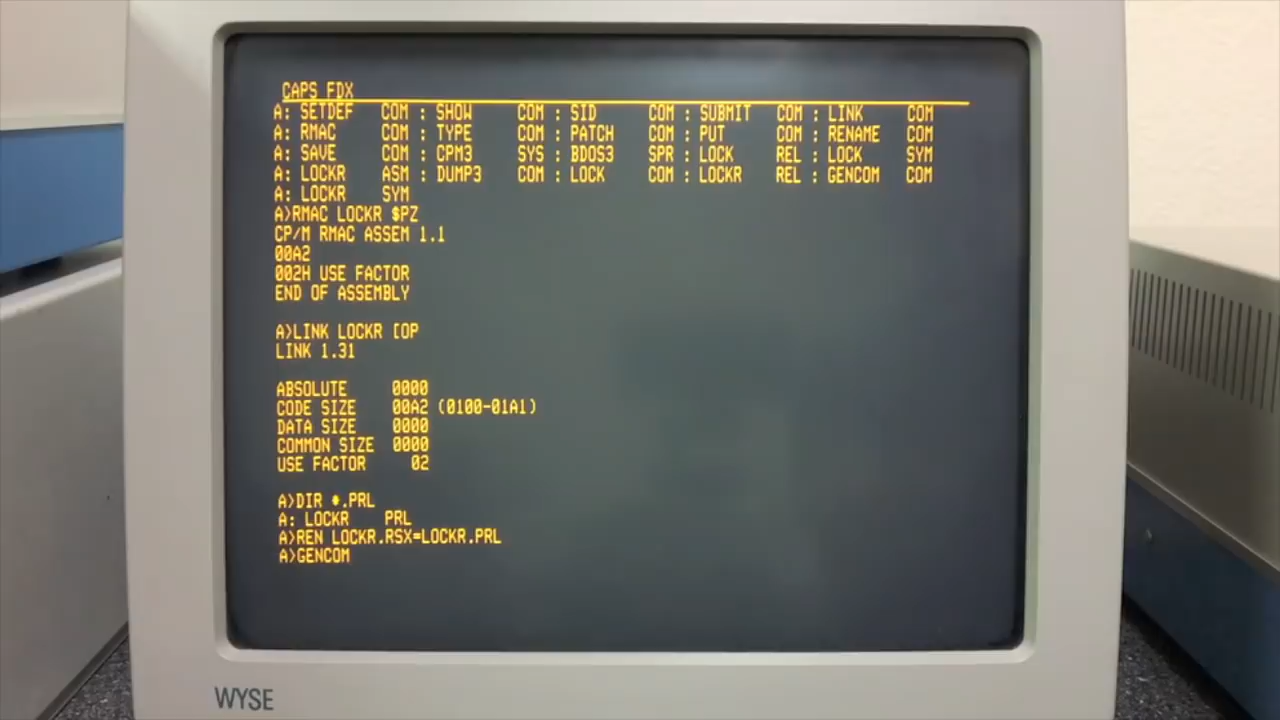 CAPS FDX
A: SETDEF COM : SHOW COM : SID COM : SUBMIT COM : LINK COM
A: RMAC COM : TYPE COM : PATCH COM : PUT COM : RENAME COM
A: SAVE COM : CPM3 SYS : BDOS3 SPR : LOCK REL : LOCK SYM
A: LOCKR ASM : DUMP3 COM : LOCK COM : LOCKR REL : GENCOM COM
A: LOCKR SYM
A>RMAC LOCKR $PZ
CP/M RMAC ASSEM 1.1
00A2
002H USE FACTOR
END OF ASSEMBLY
A>LINK LOCKR [OP
LINK 1.31
ABSOLUTE 0000
CODE SIZE 00A2 (0100-01A1)
DATA SIZE 0000
COMMON SIZE 0000
USE FACTOR 02
A>DIR *.PRL
A: LOCKR PRL
A>REN LOCKR.RSX=LOCKR.PRL
A>GENCOM
WYSE